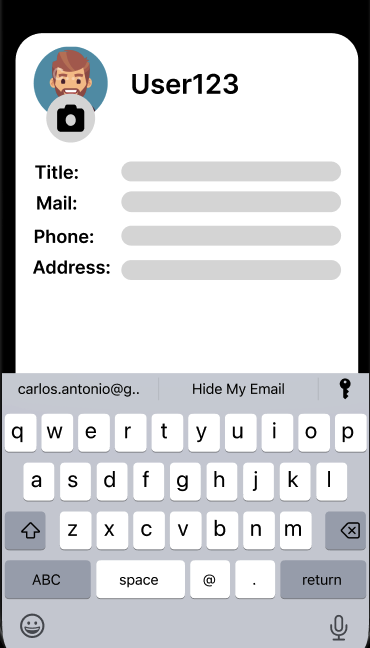 User123
Title:
Mail:
Phone:
Address:
carlos.antonio@g.. Hide My Email
q w e r t y u i o p
a s d f g h j k l
z x c v b n m
ABC space @ . return